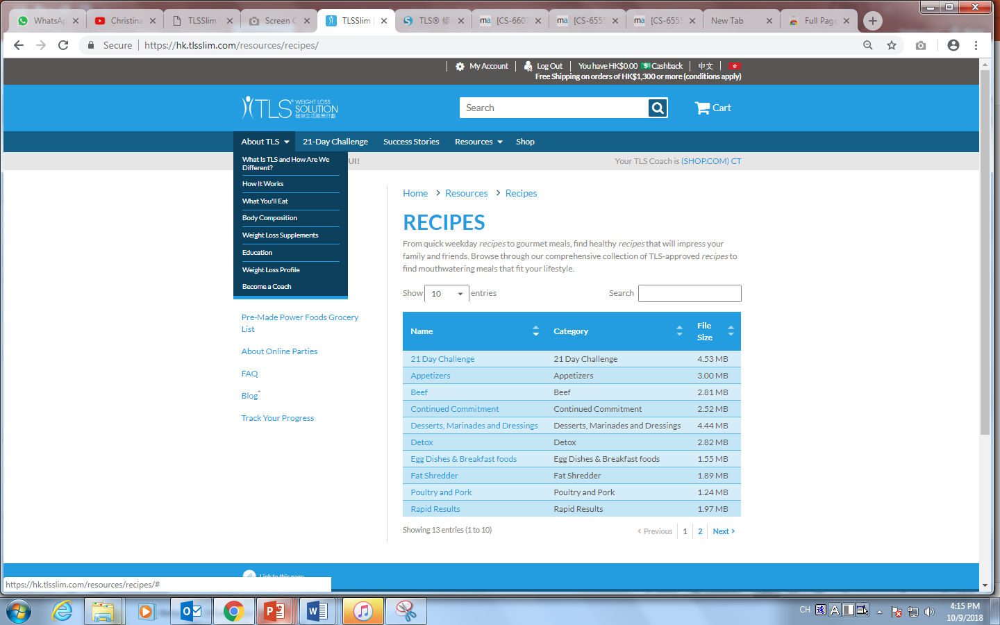 WhatsAp
Christina
TLSSlim
Screen C
TLSSlim |
TLS® 修
[CS-6607
[CS-6555
[CS-6555
New Tab
Full Page
Secure
https://hk.tlsslim.com/resources/recipes/
My Account
Log Out
You have HK$0.00 Cashback
中文
Free Shipping on orders of HK$1,300 or more (conditions apply)
TLS® WEIGHT LOSS
SOLUTION
Search
Cart
About TLS
21-Day Challenge
Success Stories
Resources
Shop
What Is TLS and How Are We
Different?
How It Works
What You'll Eat
Body Composition
Weight Loss Supplements
Education
Weight Loss Profile
Become a Coach
UI!
Your TLS Coach is (SHOP.COM) CT
Pre-Made Power Foods Grocery
List
About Online Parties
FAQ
Blog
Track Your Progress
Home > Resources > Recipes
RECIPES
From quick weekday recipes to gourmet meals, find healthy recipes that will impress your
family and friends. Browse through our comprehensive collection of TLS-approved recipes to
find mouthwatering meals that fit your lifestyle.
Show 10 entries
Search
Name Category File
Size
21 Day Challenge 21 Day Challenge 4.53 MB
Appetizers Appetizers 3.00 MB
Beef Beef 2.81 MB
Continued Commitment Continued Commitment 2.52 MB
Desserts, Marinades and Dressings Desserts, Marinades and Dressings 4.44 MB
Detox Detox 2.82 MB
Egg Dishes & Breakfast foods Egg Dishes & Breakfast foods 1.55 MB
Fat Shredder Fat Shredder 1.89 MB
Poultry and Pork Poultry and Pork 1.24 MB
Rapid Results Rapid Results 1.97 MB
Showing 13 entries (1 to 10)
Previous 1 2 Next
Link to this page
https://hk.tlsslim.com/resources/recipes/#
CH
4:15 PM
10/9/2018